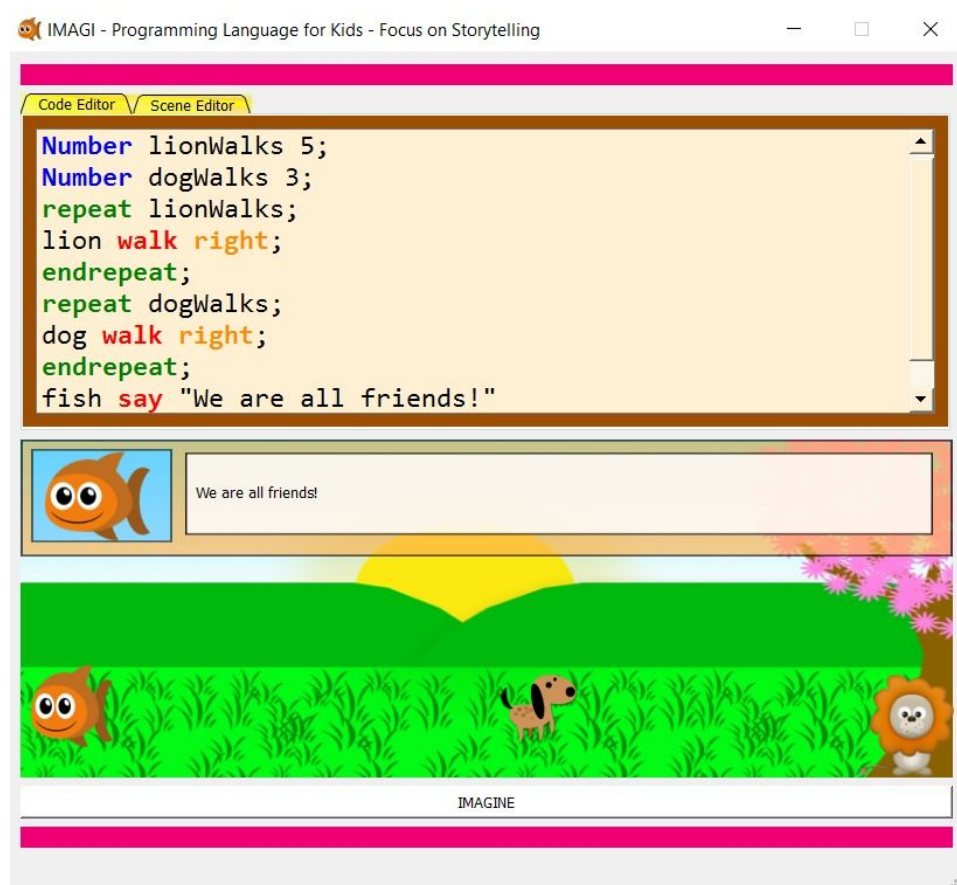 IMAGI - Programming Language for Kids - Focus on Storytelling
Code Editor Scene Editor
Number lionWalks 5;
Number dogWalks 3;
repeat lionWalks;
lion walk right;
endrepeat;
repeat dogWalks;
dog walk right;
endrepeat;
fish say "We are all friends!"
We are all friends!
IMAGINE